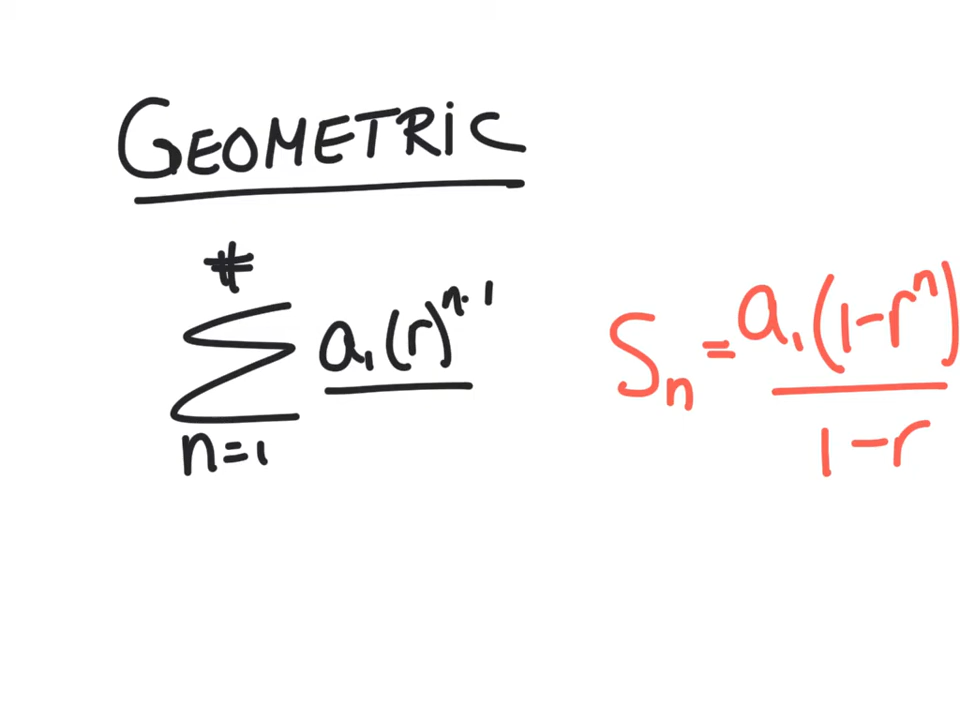 GEOMETRIC
#
∑ a₁(r)ⁿ⁻¹
n=1
Sₙ = a₁(1-rⁿ)
1-r